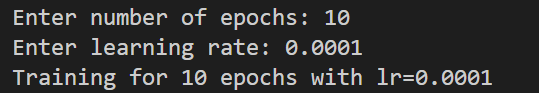 Enter number of epochs: 10
Enter learning rate: 0.0001
Training for 10 epochs with lr=0.0001